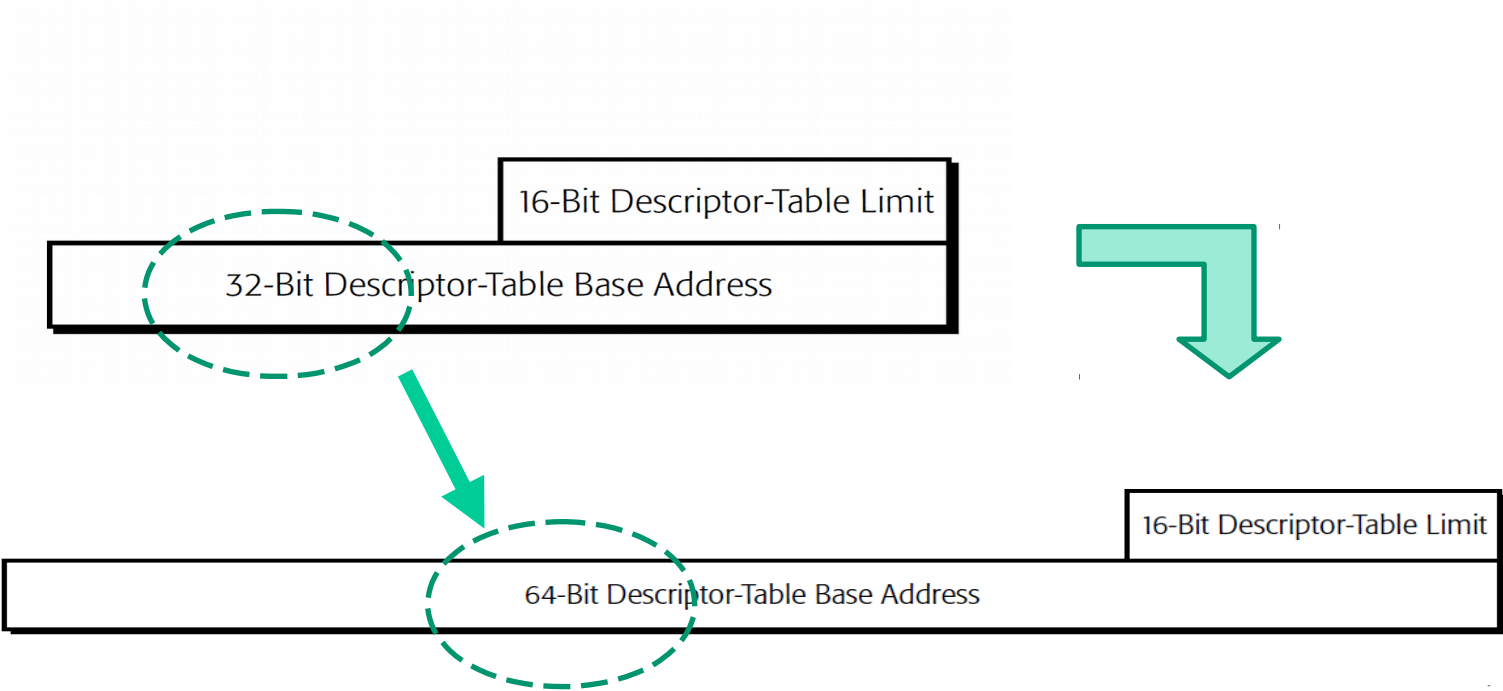 16-Bit Descriptor-Table Limit
32-Bit Descriptor-Table Base Address
16-Bit Descriptor-Table Limit
64-Bit Descriptor-Table Base Address